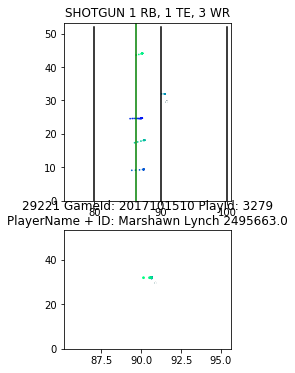 SHOTGUN 1 RB, 1 TE, 3 WR
50
40
30
20
10
0
80 90 100
29221 GameId: 2017101510 PlayId: 3279
PlayerName + ID: Marshawn Lynch 2495663.0
40
20
0
87.5 90.0 92.5 95.0